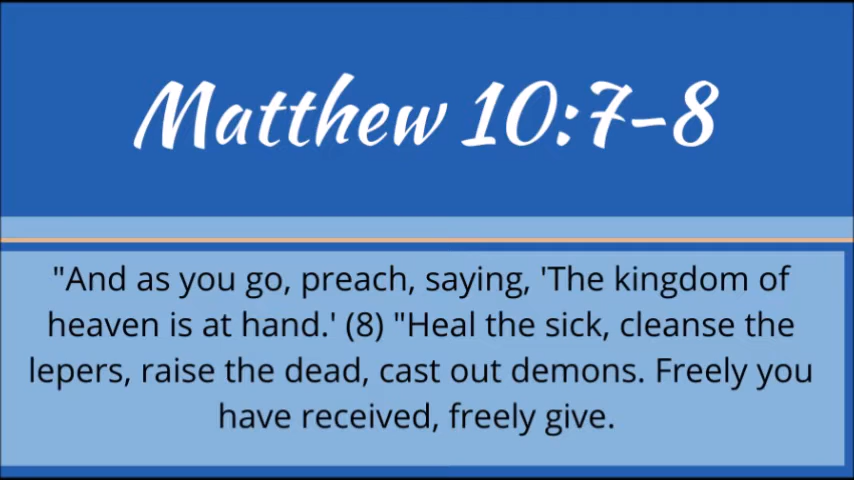 Matthew 10:7-8
"And as you go, preach, saying, 'The kingdom of
heaven is at hand.' (8) "Heal the sick, cleanse the
lepers, raise the dead, cast out demons. Freely you
have received, freely give.